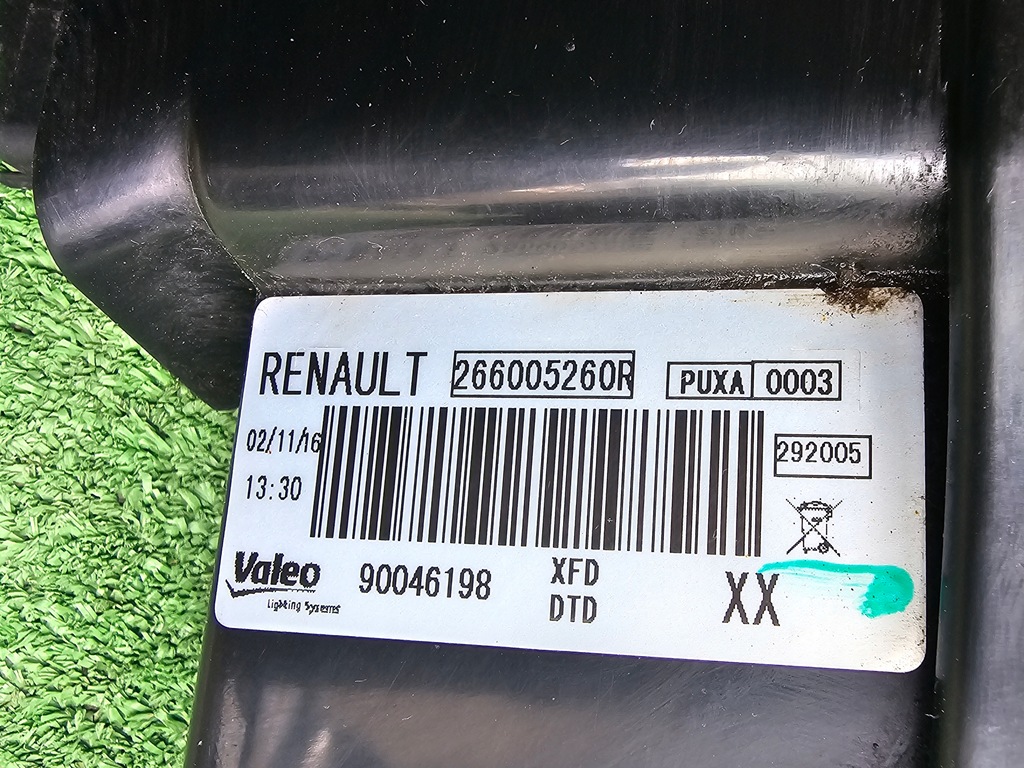 RENAULT 266005260R PUXA 0003
02/11/16 292005
13:30
Valeo 90046198 XFD
Lighting Systems DTD XX